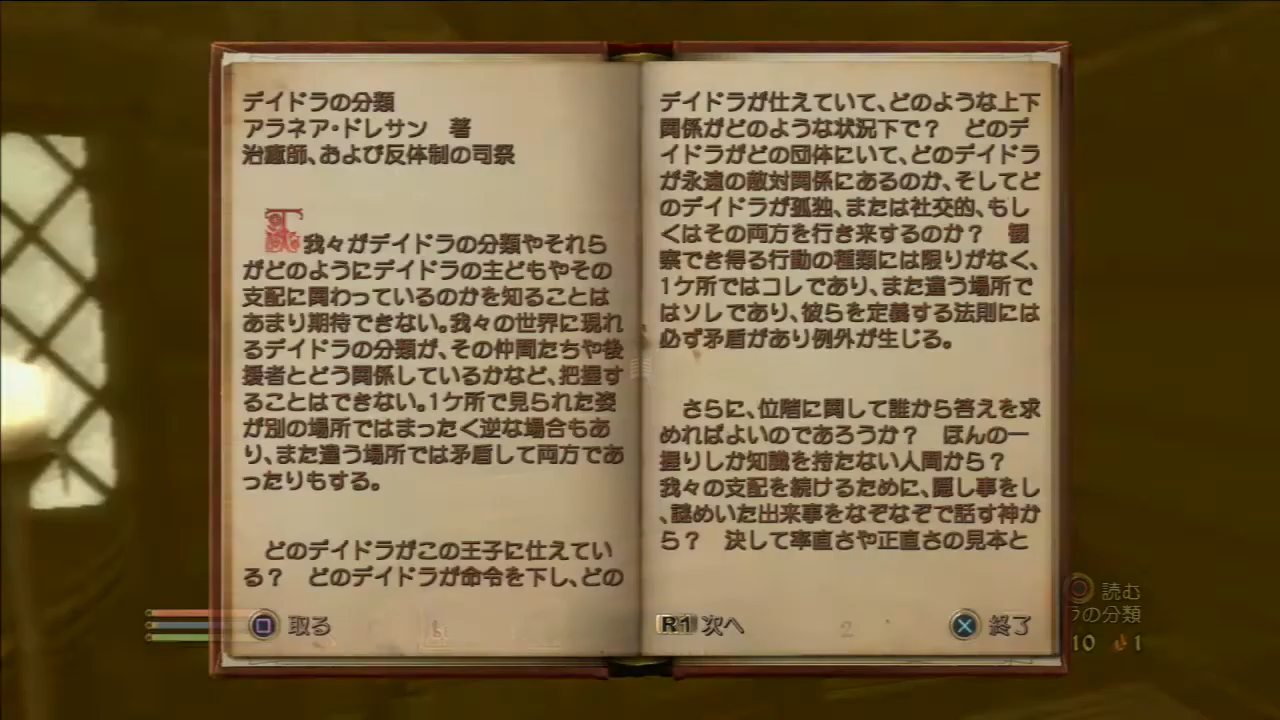 デイドラの分類
アラネア・ドレサン 著
治癒師、および反体制の司祭
我々がデイドラの分類やそれら
がどのようにデイドラの主どもやその
支配に関わっているのかを知ることは
あまり期待できない。我々の世界に現れ
るデイドラの分類が、その仲間たちや後
援者とどう関係しているかなど、把握す
ることはできない。1ケ所で見られた姿
が別の場所ではまったく逆な場合もあ
り、また違う場所では矛盾して両方であ
ったりもする。
どのデイドラがこの王子に仕えてい
る? どのデイドラが命令を下し、どの
デイドラが仕えていて、どのような上下
関係がどのような状況下で? どのデ
イドラがどの団体にいて、どのデイドラ
が永遠の敵対関係にあるのか、そしてど
のデイドラが孤独、または社交的、もし
くはその両方を行き来するのか? 観
察でき得る行動の種類には限りがなく、
1ケ所ではコレであり、また違う場所で
はソレであり、彼らを定義する法則には
必ず矛盾があり例外が生じる。
さらに、位階に関して誰から答えを求
めればよいのであろうか? ほんの一
握りしか知識を持たない人間から?
我々の支配を続けるために、隠し事をし
、謎めいた出来事をなぞなぞで話す神か
ら? 決して率直さや正直さの見本と
取る
R1 次へ
2
終了
読む
ラの分類
10 1